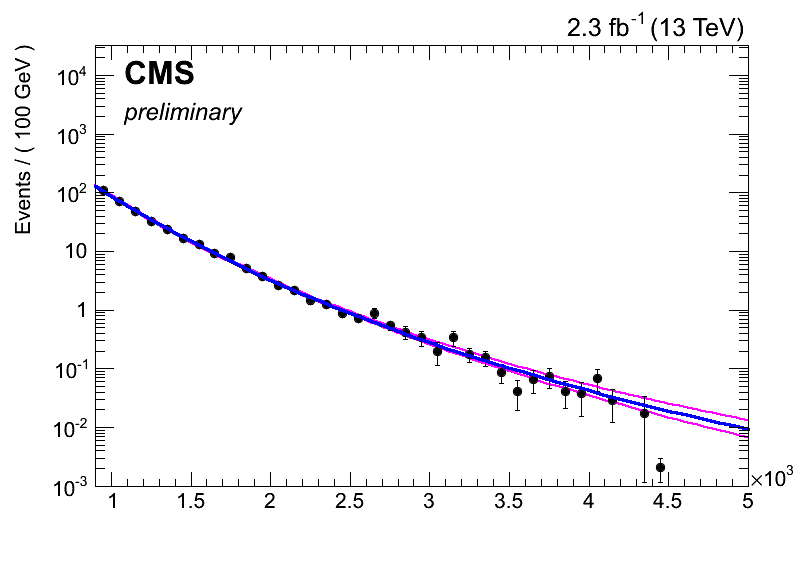 2.3 fb⁻¹ (13 TeV)
CMS
preliminary
Events / ( 100 GeV )
10⁴
10³
10²
10
1
10⁻¹
10⁻²
10⁻³
1 1.5 2 2.5 3 3.5 4 4.5 5
×10³